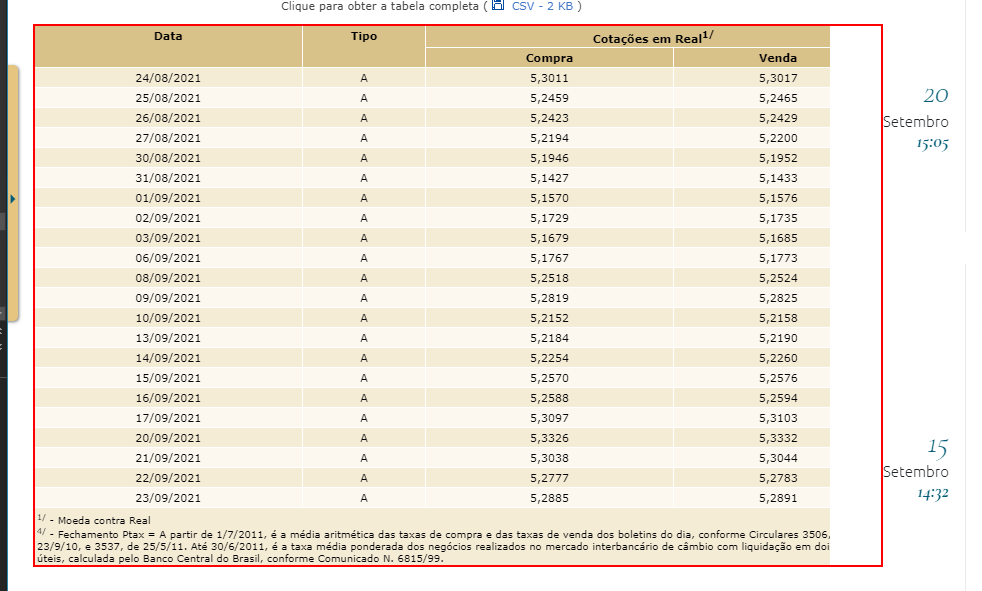 Clique para obter a tabela completa ( CSV - 2 KB )
Data Tipo Cotações em Real1/
Compra Venda
24/08/2021 A 5,3011 5,3017
25/08/2021 A 5,2459 5,2465
26/08/2021 A 5,2423 5,2429
27/08/2021 A 5,2194 5,2200
30/08/2021 A 5,1946 5,1952
31/08/2021 A 5,1427 5,1433
01/09/2021 A 5,1570 5,1576
02/09/2021 A 5,1729 5,1735
03/09/2021 A 5,1679 5,1685
06/09/2021 A 5,1767 5,1773
08/09/2021 A 5,2518 5,2524
09/09/2021 A 5,2819 5,2825
10/09/2021 A 5,2152 5,2158
13/09/2021 A 5,2184 5,2190
14/09/2021 A 5,2254 5,2260
15/09/2021 A 5,2570 5,2576
16/09/2021 A 5,2588 5,2594
17/09/2021 A 5,3097 5,3103
20/09/2021 A 5,3326 5,3332
21/09/2021 A 5,3038 5,3044
22/09/2021 A 5,2777 5,2783
23/09/2021 A 5,2885 5,2891
1/ - Moeda contra Real
4/ - Fechamento Ptax = A partir de 1/7/2011, é a média aritmética das taxas de compra e das taxas de venda dos boletins do dia, conforme Circulares 3506,
23/9/10, e 3537, de 25/5/11. Até 30/6/2011, é a taxa média ponderada dos negócios realizados no mercado interbancário de câmbio com liquidação em doi
úteis, calculada pelo Banco Central do Brasil, conforme Comunicado N. 6815/99.
20
Setembro
15:05
15
Setembro
14:32